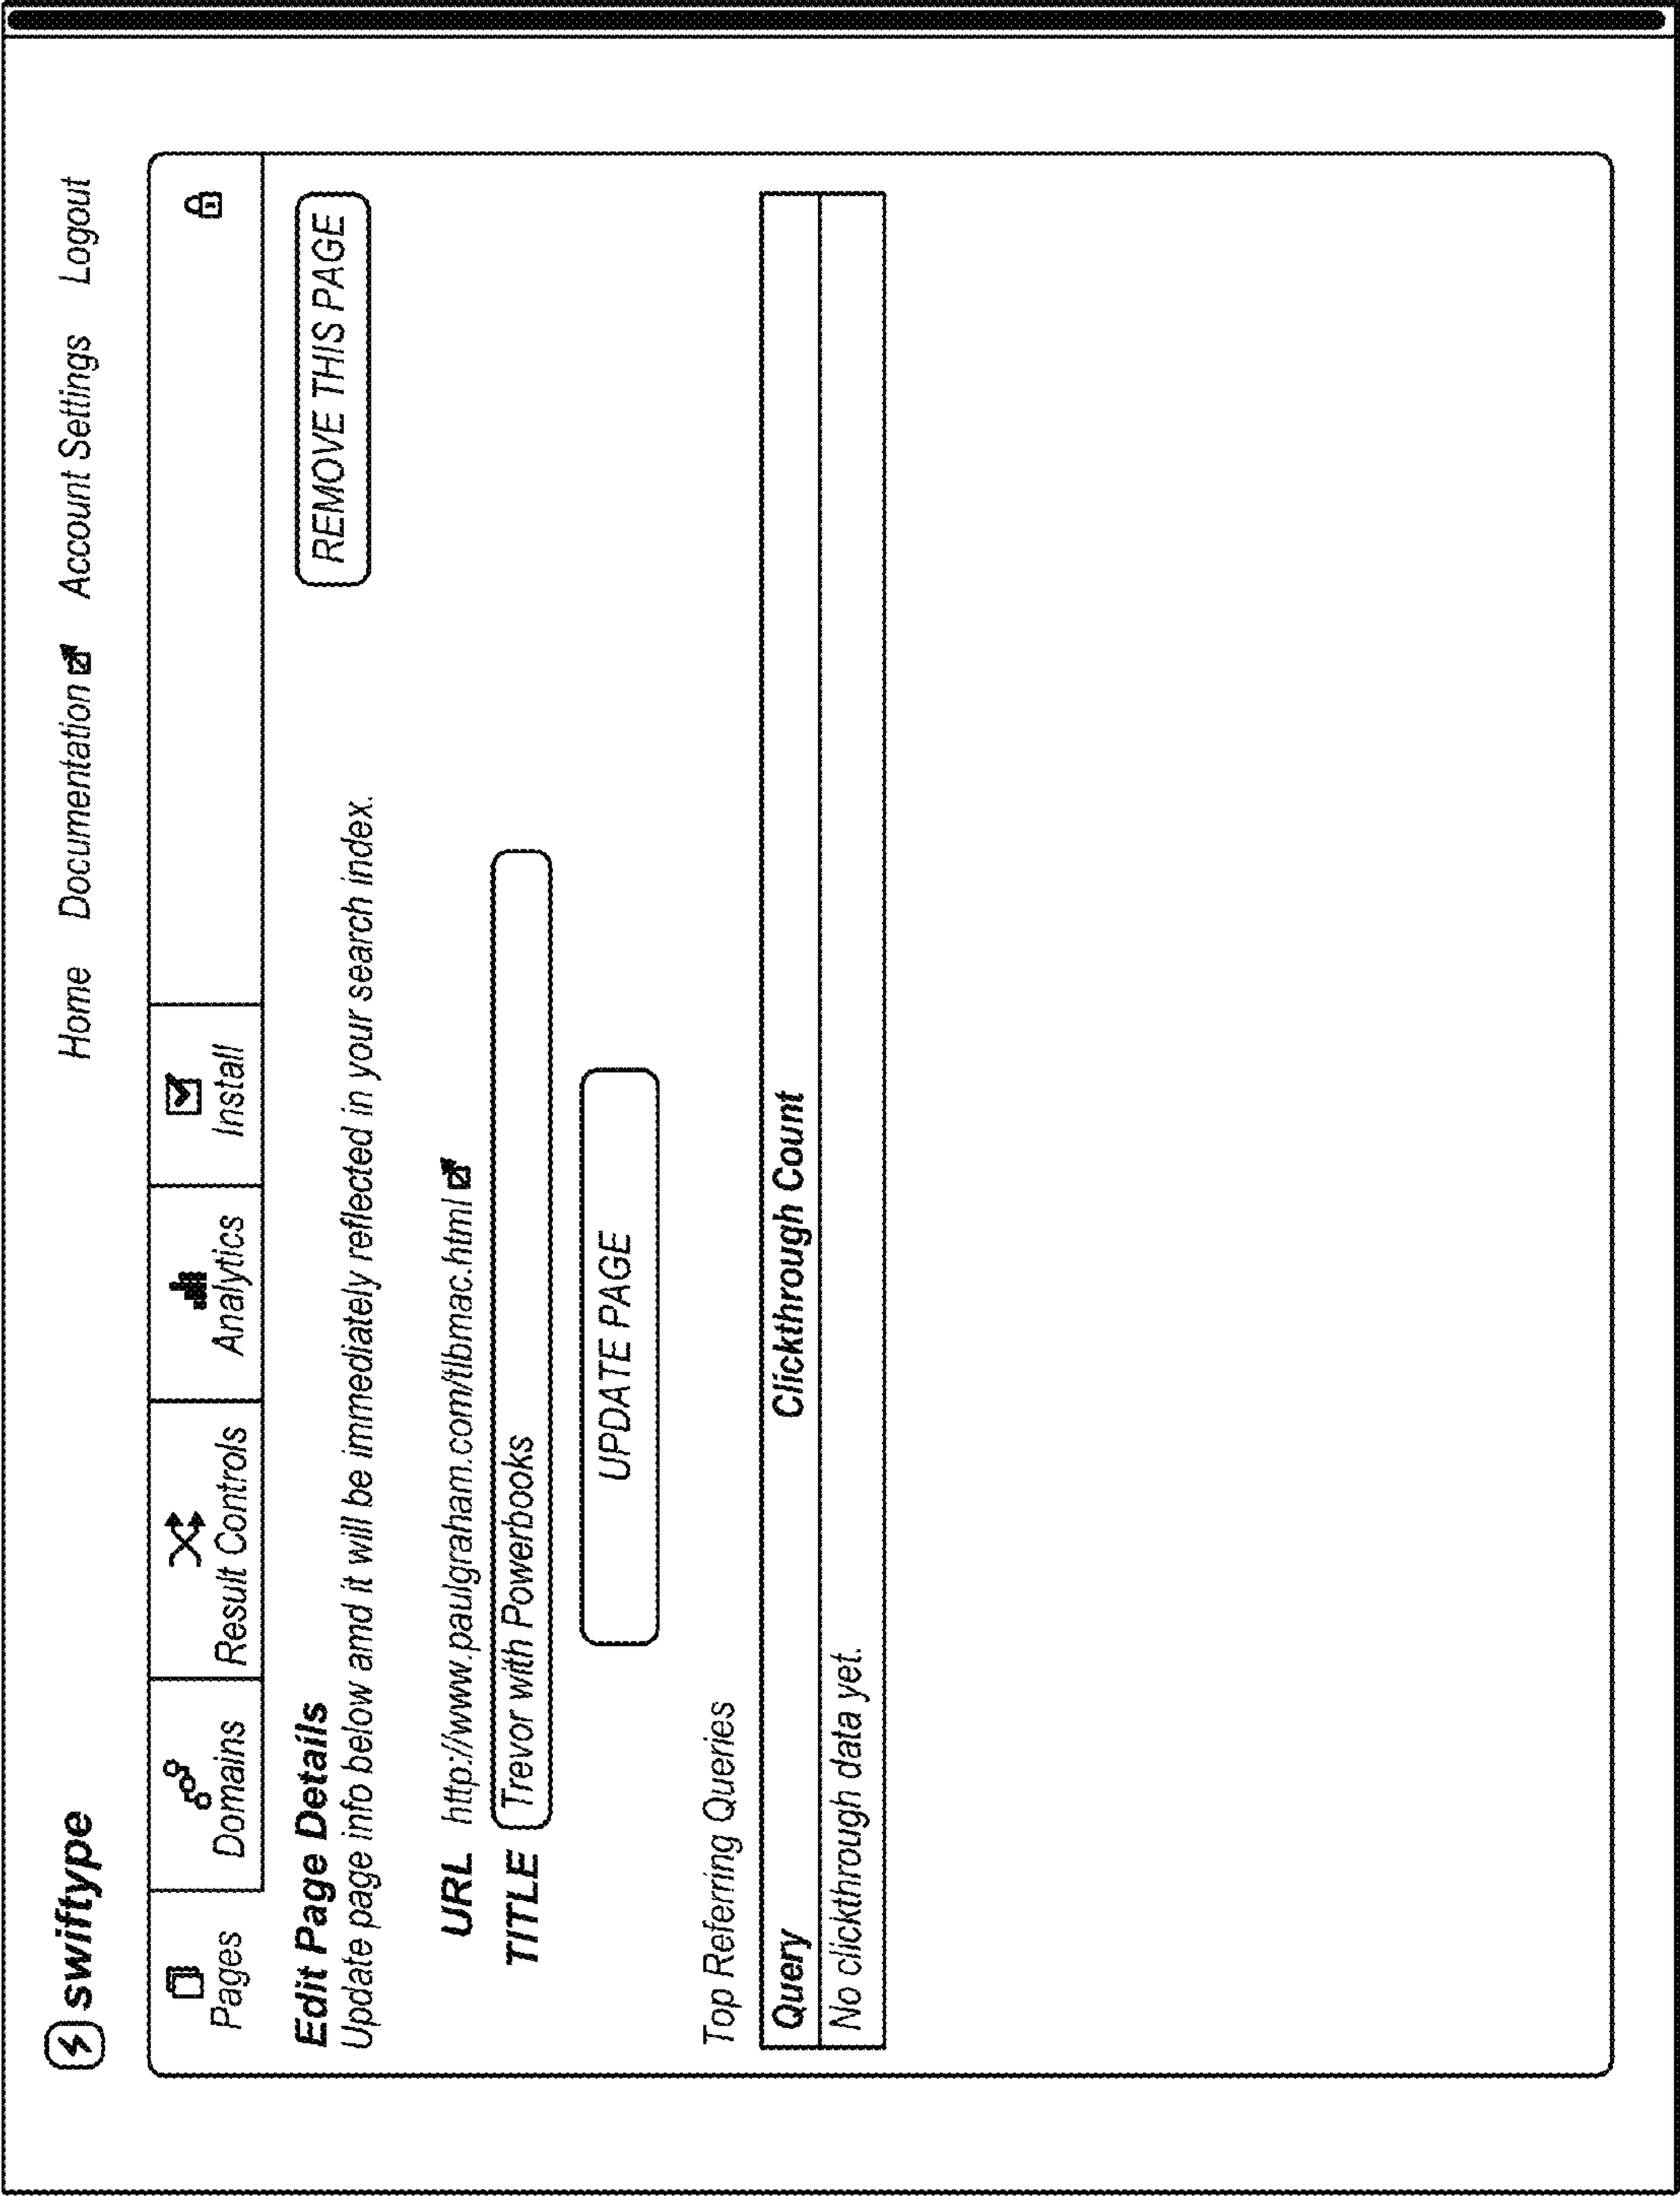 swiftype
Home Documentation Account Settings Logout
Pages Domains Result Controls Analytics Install
Edit Page Details
REMOVE THIS PAGE
Update page info below amd it will be immediately reflected in your search index.
URL http://www.paulgraham.com/tlbmac.html
TITLE Trevor with Powerbooks
UPDATE PAGE
Top Referring Queries
Query Clickthrough Count
No clickthrough data yet.